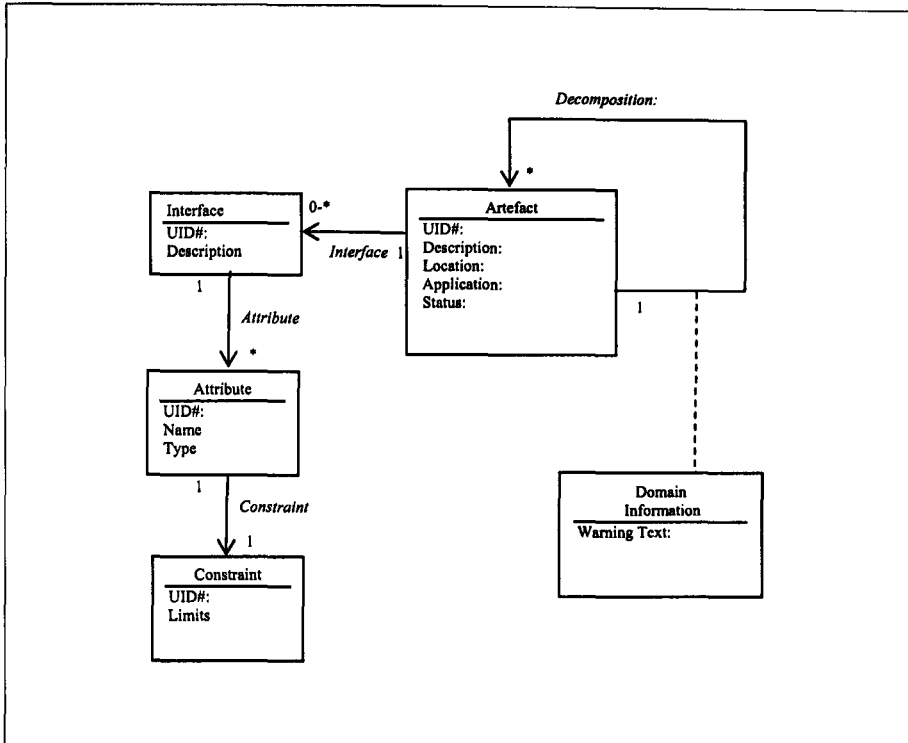 Decomposition:
*
Artefact
UID#:
Description:
Location:
Application:
Status:
1
1
Interface
0-*
Interface
UID#:
Description
1
Attribute
*
Attribute
UID#:
Name
Type
1
Constraint
1
Constraint
UID#:
Limits
Domain
Information
Warning Text: